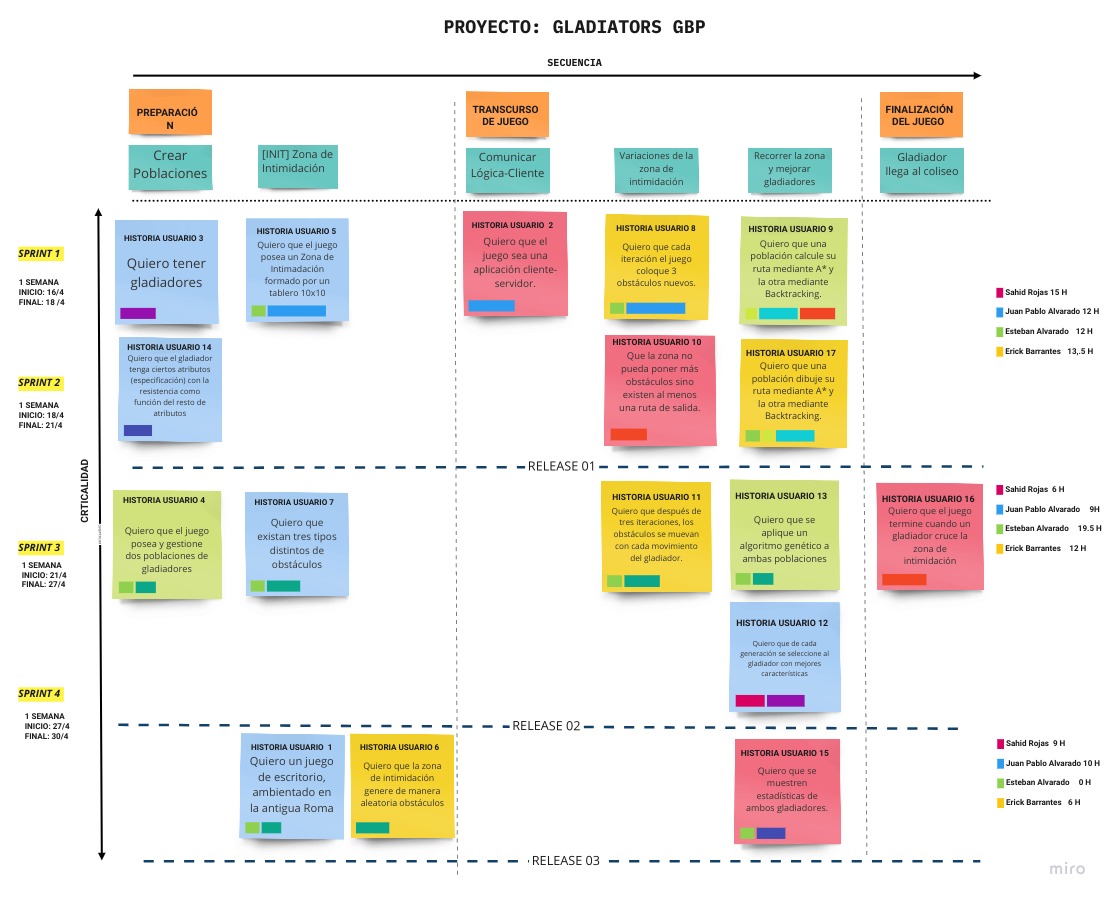 PROYECTO: GLADIATORS GBP
SECUENCIA
PREPARACIÓ
N
TRANSCURSO
DE JUEGO
FINALIZACIÓN
DEL JUEGO
Crear
Poblaciones
[INIT] Zona de
Intimidación
Comunicar
Lógica-Cliente
Variaciones de la
zona de
intimidación
Recorrer la zona
y mejorar
gladiadores
Gladiador
llega al coliseo
CRTICALIDAD
SPRINT 1
1 SEMANA
INICIO: 16/4
FINAL: 18 /4
SPRINT 2
1 SEMANA
INICIO: 18/4
FINAL: 21/4
HISTORIA USUARIO 3
Quiero tener
gladiadores
HISTORIA USUARIO 5
Quiero que el juego
posea un Zona de
Intimadación
formado por un
tablero 10x10
HISTORIA USUARIO 2
Quiero que el
juego sea una
aplicación cliente-
servidor.
HISTORIA USUARIO 8
Quiero que cada
iteración el juego
coloque 3
obstáculos nuevos.
HISTORIA USUARIO 9
Quiero que una
población calcule su
ruta mediante A* y
la otra mediante
Backtracking.
HISTORIA USUARIO 14
Quiero que el gladiador
tenga ciertos atributos
(especificación) con la
resistencia como
función del resto de
atributos
HISTORIA USUARIO 10
Que la zona no
pueda poner más
obstáculos sino
existen al menos
una ruta de salida.
HISTORIA USUARIO 17
Quiero que una
población dibuje su
ruta mediante A* y
la otra mediante
Backtracking.
Sahid Rojas 15 H
Juan Pablo Alvarado 12 H
Esteban Alvarado 12 H
Erick Barrantes 13,.5 H
RELEASE 01
SPRINT 3
1 SEMANA
INICIO: 21/4
FINAL: 27/4
SPRINT 4
1 SEMANA
INICIO: 27/4
FINAL: 30/4
HISTORIA USUARIO 4
Quiero que el juego
posea y gestione
dos poblaciones de
gladiadores
HISTORIA USUARIO 7
Quiero que
existan tres tipos
distintos de
obstáculos
HISTORIA USUARIO 11
Quiero que después de
tres iteraciones, los
obstáculos se muevan
con cada movimiento
del gladiador.
HISTORIA USUARIO 13
Quiero que se
aplique un
algoritmo genético a
ambas poblaciones
HISTORIA USUARIO 16
Quiero que el juego
termine cuando un
gladiador cruce la
zona de
intimidación
HISTORIA USUARIO 12
Quiero que de cada
generación se seleccione al
gladiador con mejores
características
Sahid Rojas 6 H
Juan Pablo Alvarado 9H
Esteban Alvarado 19.5 H
Erick Barrantes 12 H
RELEASE 02
HISTORIA USUARIO 1
Quiero un juego
de escritorio,
ambientado en
la antigua Roma
HISTORIA USUARIO 6
Quiero que la zona
de intimidación
genere de manera
aleatoria obstáculos
HISTORIA USUARIO 15
Quiero que se
muestren
estadísticas de
ambos gladiadores.
Sahid Rojas 9 H
Juan Pablo Alvarado 10 H
Esteban Alvarado 0 H
Erick Barrantes 6 H
RELEASE 03
miro